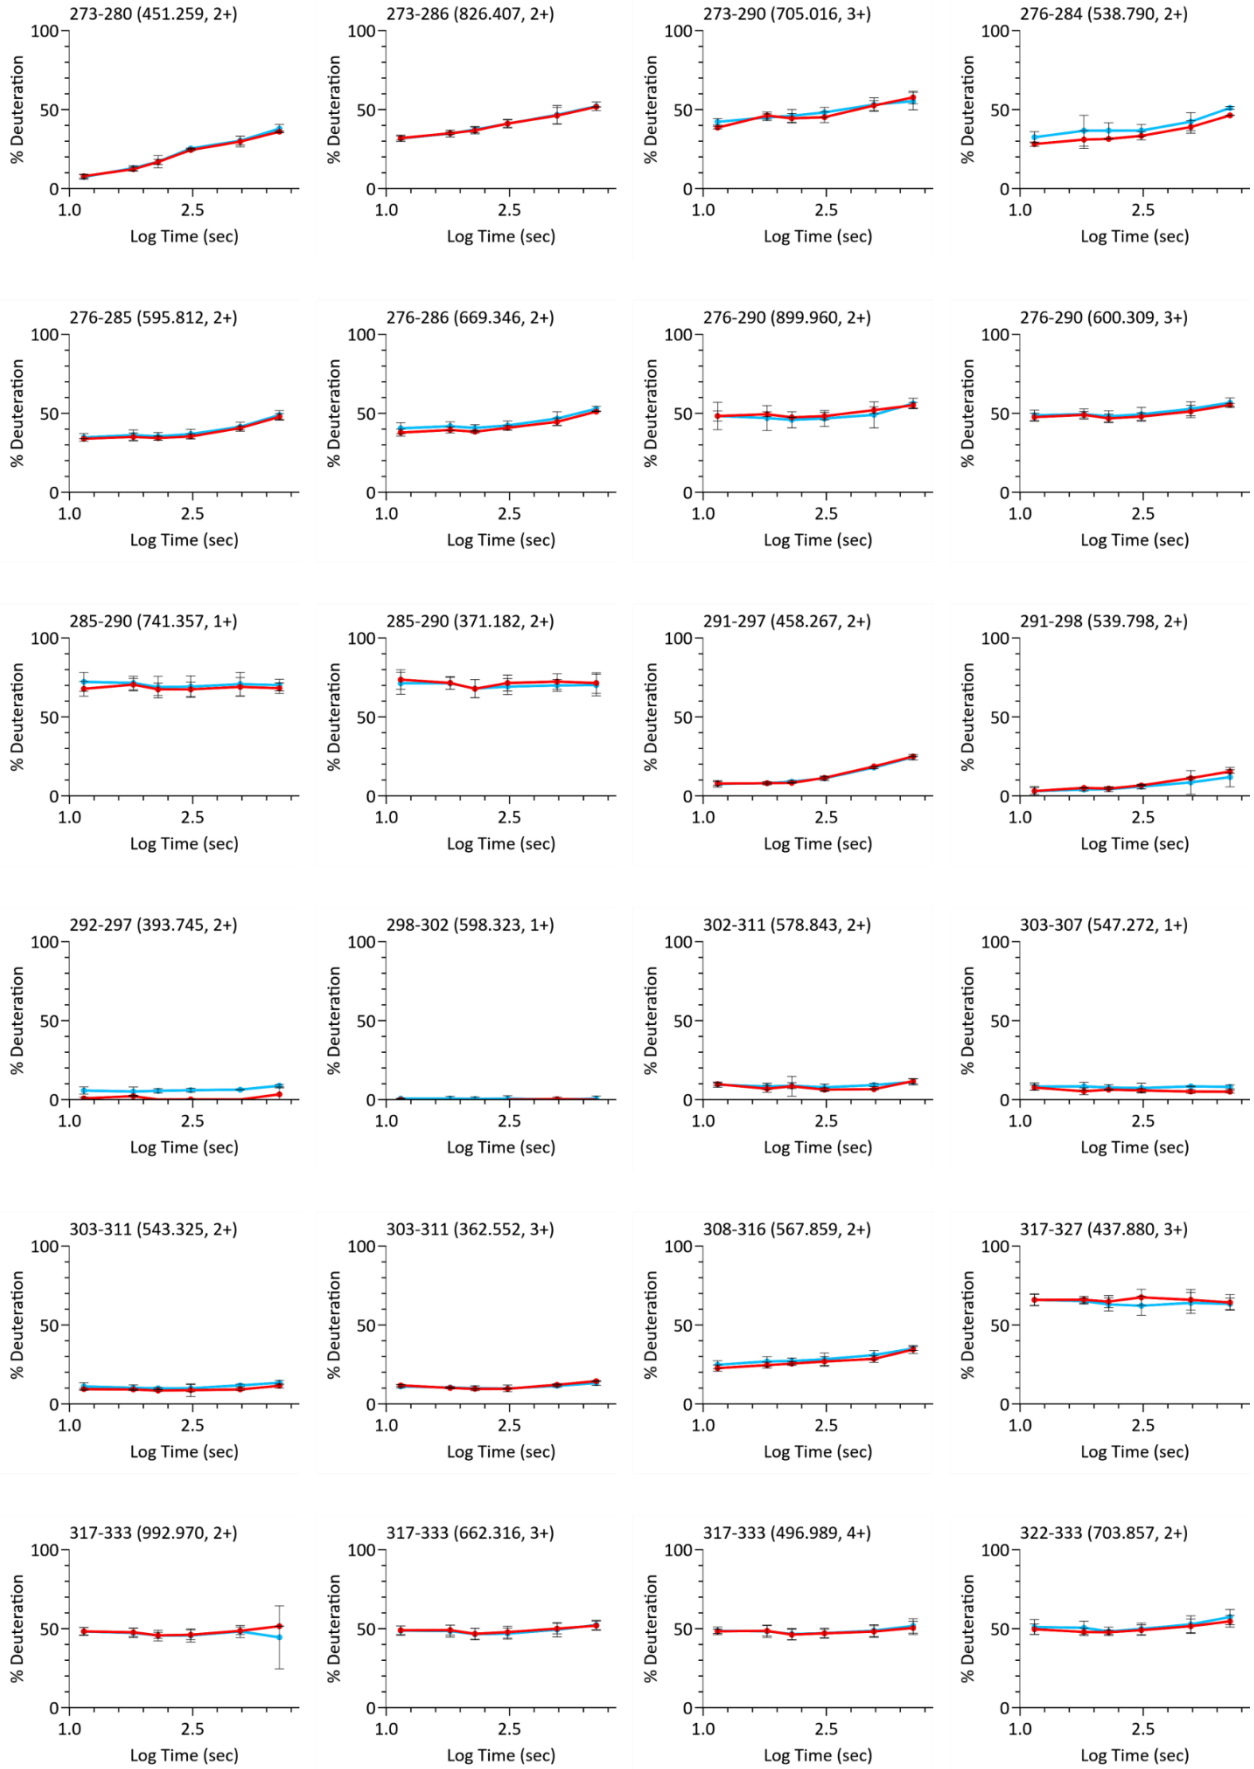 273-280 (451.259, 2+)
273-286 (826.407, 2+)
273-290 (705.016, 3+)
276-284 (538.790, 2+)
100
50
0
% Deuteration
1.0
2.5
Log Time (sec)
100
50
0
% Deuteration
1.0
2.5
Log Time (sec)
100
50
0
% Deuteration
1.0
2.5
Log Time (sec)
100
50
0
% Deuteration
1.0
2.5
Log Time (sec)
276-285 (595.812, 2+)
276-286 (669.346, 2+)
276-290 (899.960, 2+)
276-290 (600.309, 3+)
100
50
0
% Deuteration
1.0
2.5
Log Time (sec)
100
50
0
% Deuteration
1.0
2.5
Log Time (sec)
100
50
0
% Deuteration
1.0
2.5
Log Time (sec)
100
50
0
% Deuteration
1.0
2.5
Log Time (sec)
285-290 (741.357, 1+)
285-290 (371.182, 2+)
291-297 (458.267, 2+)
291-298 (539.798, 2+)
100
50
0
% Deuteration
1.0
2.5
Log Time (sec)
100
50
0
% Deuteration
1.0
2.5
Log Time (sec)
100
50
0
% Deuteration
1.0
2.5
Log Time (sec)
100
50
0
% Deuteration
1.0
2.5
Log Time (sec)
292-297 (393.745, 2+)
298-302 (598.323, 1+)
302-311 (578.843, 2+)
303-307 (547.272, 1+)
100
50
0
% Deuteration
1.0
2.5
Log Time (sec)
100
50
0
% Deuteration
1.0
2.5
Log Time (sec)
100
50
0
% Deuteration
1.0
2.5
Log Time (sec)
100
50
0
% Deuteration
1.0
2.5
Log Time (sec)
303-311 (543.325, 2+)
303-311 (362.552, 3+)
308-316 (567.859, 2+)
317-327 (437.880, 3+)
100
50
0
% Deuteration
1.0
2.5
Log Time (sec)
100
50
0
% Deuteration
1.0
2.5
Log Time (sec)
100
50
0
% Deuteration
1.0
2.5
Log Time (sec)
100
50
0
% Deuteration
1.0
2.5
Log Time (sec)
317-333 (992.970, 2+)
317-333 (662.316, 3+)
317-333 (496.989, 4+)
322-333 (703.857, 2+)
100
50
0
% Deuteration
1.0
2.5
Log Time (sec)
100
50
0
% Deuteration
1.0
2.5
Log Time (sec)
100
50
0
% Deuteration
1.0
2.5
Log Time (sec)
100
50
0
% Deuteration
1.0
2.5
Log Time (sec)